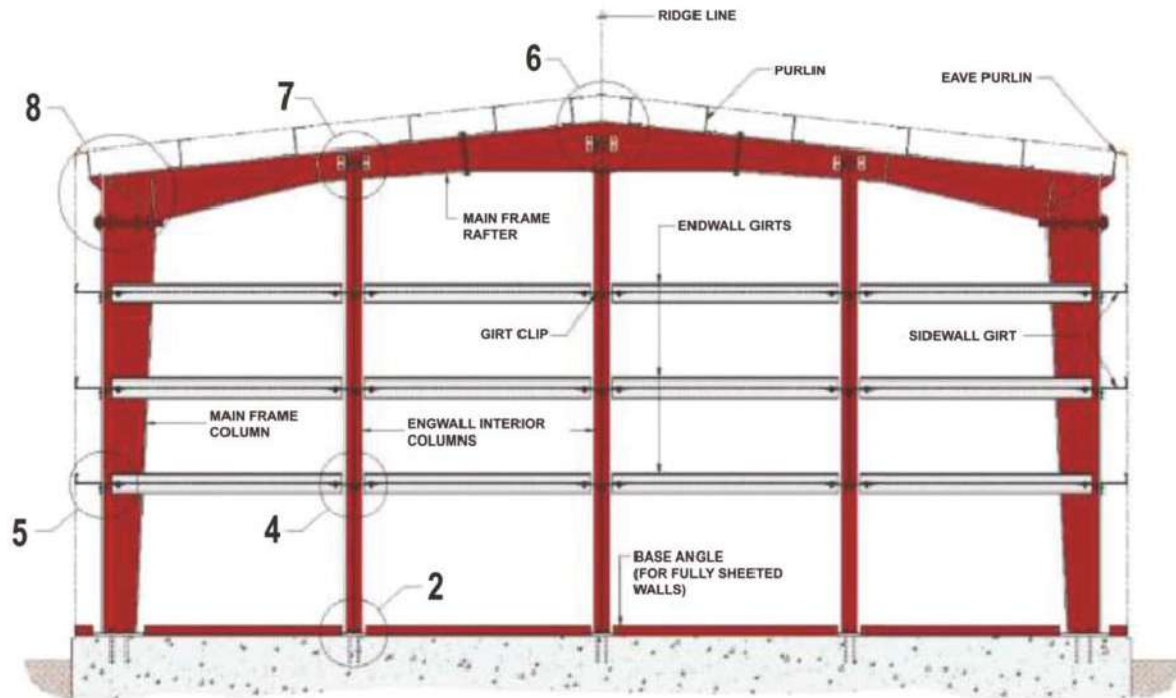 RIDGE LINE
6
PURLIN
EAVE PURLIN
7
8
MAIN FRAME
RAFTER
ENDWALL GIRTS
GIRT CLIP
SIDEWALL GIRT
MAIN FRAME
COLUMN
ENGWALL INTERIOR
COLUMNS
5
4
2
BASE ANGLE
(FOR FULLY SHEETED
WALLS)